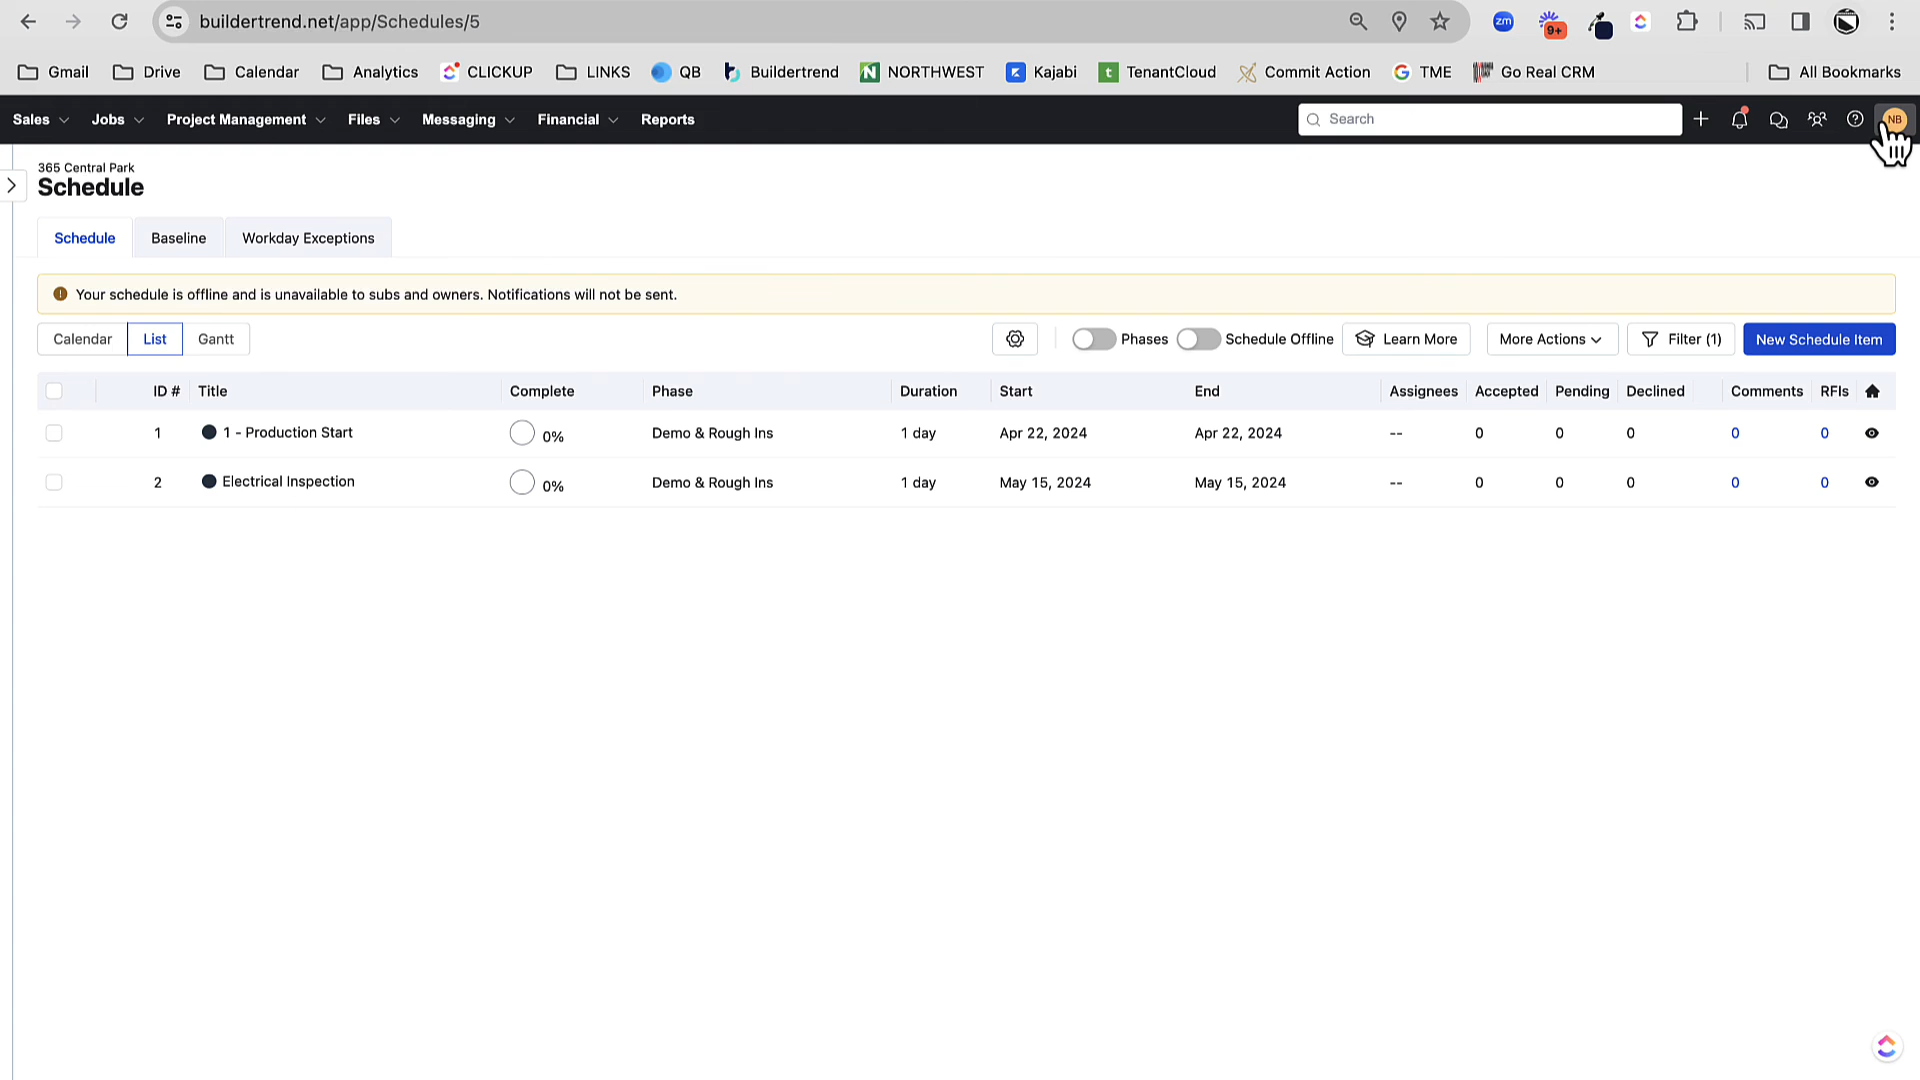 buildertrend.net/app/Schedules/5
zm
9+
Gmail Drive Calendar Analytics CLICKUP LINKS QB Buildertrend NORTHWEST Kajabi TenantCloud Commit Action TME Go Real CRM All Bookmarks
Sales Jobs Project Management Files Messaging Financial Reports Search NB
365 Central Park
Schedule
Schedule Baseline Workday Exceptions
Your schedule is offline and is unavailable to subs and owners. Notifications will not be sent.
Calendar List Gantt Phases Schedule Offline Learn More More Actions Filter (1) New Schedule Item
ID # Title Complete Phase Duration Start End Assignees Accepted Pending Declined Comments RFIs
1 1 - Production Start 0% Demo & Rough Ins 1 day Apr 22, 2024 Apr 22, 2024 -- 0 0 0 0 0
2 Electrical Inspection 0% Demo & Rough Ins 1 day May 15, 2024 May 15, 2024 -- 0 0 0 0 0